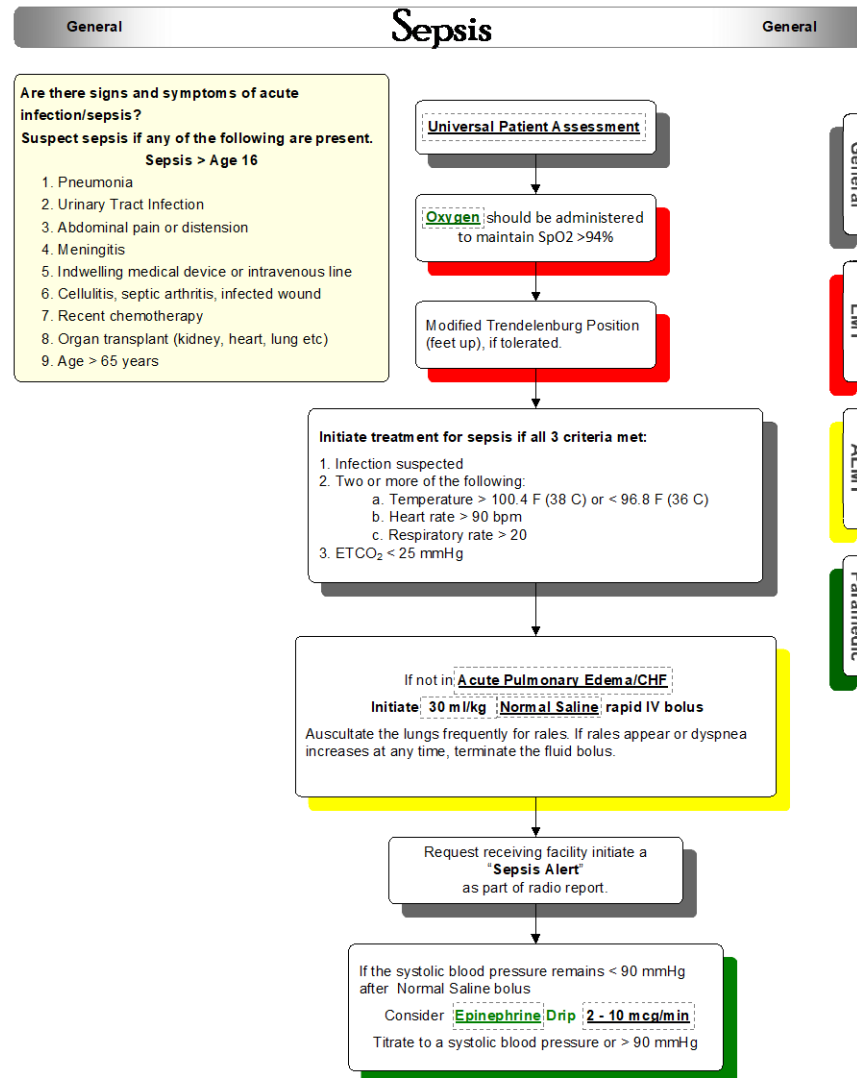 General
Sepsis
General
Are there signs and symptoms of acute
infection/sepsis?
Suspect sepsis if any of the following are present.
Sepsis > Age 16
1. Pneumonia
2. Urinary Tract Infection
3. Abdominal pain or distension
4. Meningitis
5. Indwelling medical device or intravenous line
6. Cellulitis, septic arthritis, infected wound
7. Recent chemotherapy
8. Organ transplant (kidney, heart, lung etc)
9. Age > 65 years
Universal Patient Assessment
Oxygen should be administered
to maintain SpO2 >94%
Modified Trendelenburg Position
(feet up), if tolerated.
Initiate treatment for sepsis if all 3 criteria met:
1. Infection suspected
2. Two or more of the following:
a. Temperature > 100.4 F (38 C) or < 96.8 F (36 C)
b. Heart rate > 90 bpm
c. Respiratory rate > 20
3. ETCO₂ < 25 mmHg
If not in Acute Pulmonary Edema/CHF
Initiate 30 ml/kg Normal Saline rapid IV bolus
Auscultate the lungs frequently for rales. If rales appear or dyspnea
increases at any time, terminate the fluid bolus.
Request receiving facility initiate a
"Sepsis Alert"
as part of radio report.
If the systolic blood pressure remains < 90 mmHg
after Normal Saline bolus
Consider Epinephrine Drip 2 - 10 mcg/min
Titrate to a systolic blood pressure or > 90 mmHg
General
EMT
AEMT
Paramedic